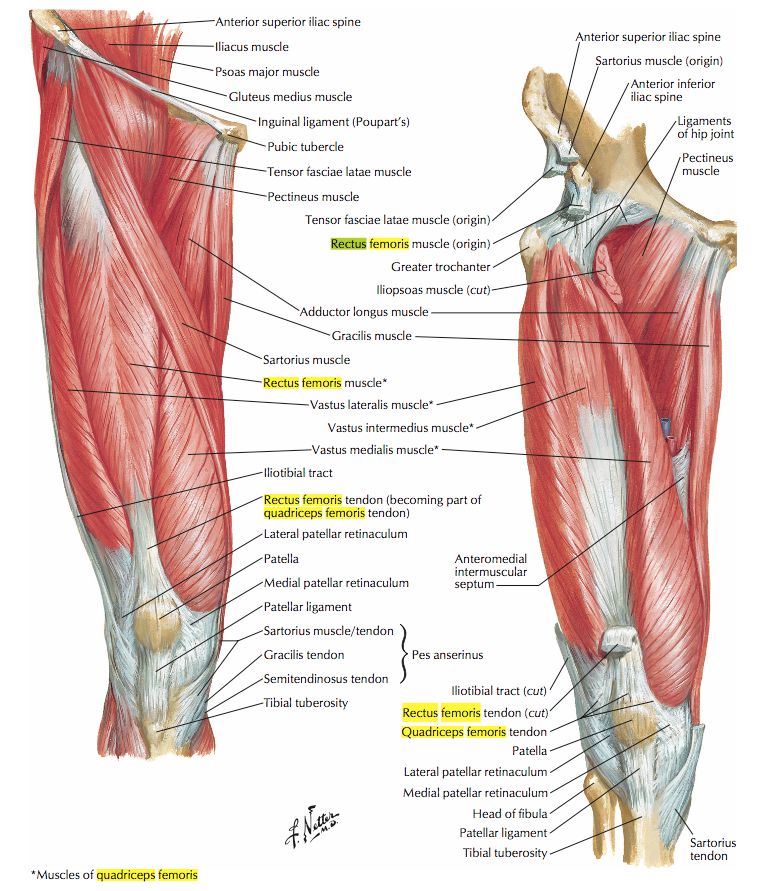 Anterior superior iliac spine
Iliacus muscle
Psoas major muscle
Gluteus medius muscle
Inguinal ligament (Poupart's)
Pubic tubercle
Tensor fasciae latae muscle
Pectineus muscle
Anterior superior iliac spine
Sartorius muscle (origin)
Anterior inferior
iliac spine
Ligaments
of hip joint
Pectineus
muscle
Tensor fasciae latae muscle (origin)
Rectus femoris muscle (origin)
Greater trochanter
Iliopsoas muscle (cut)
Adductor longus muscle
Gracilis muscle
Sartorius muscle
Rectus femoris muscle*
Vastus lateralis muscle*
Vastus intermedius muscle*
Vastus medialis muscle*
Iliotibial tract
Rectus femoris tendon (becoming part of
quadriceps femoris tendon)
Lateral patellar retinaculum
Patella
Medial patellar retinaculum
Patellar ligament
Sartorius muscle/tendon
Gracilis tendon
Semitendinosus tendon
Pes anserinus
Tibial tuberosity
Anteromedial
intermuscular
septum
Iliotibial tract (cut)
Rectus femoris tendon (cut)
Quadriceps femoris tendon
Patella
Lateral patellar retinaculum
Medial patellar retinaculum
Head of fibula
Patellar ligament
Tibial tuberosity
Sartorius
tendon
F. Netter
M.D.
*Muscles of quadriceps femoris